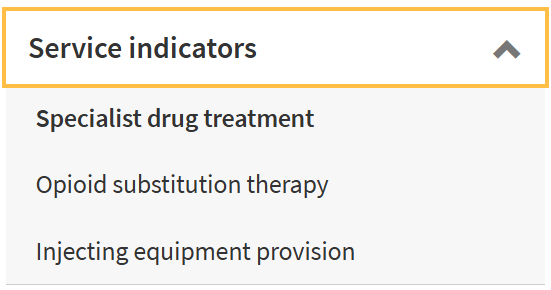 Service indicators
Specialist drug treatment
Opioid substitution therapy
Injecting equipment provision